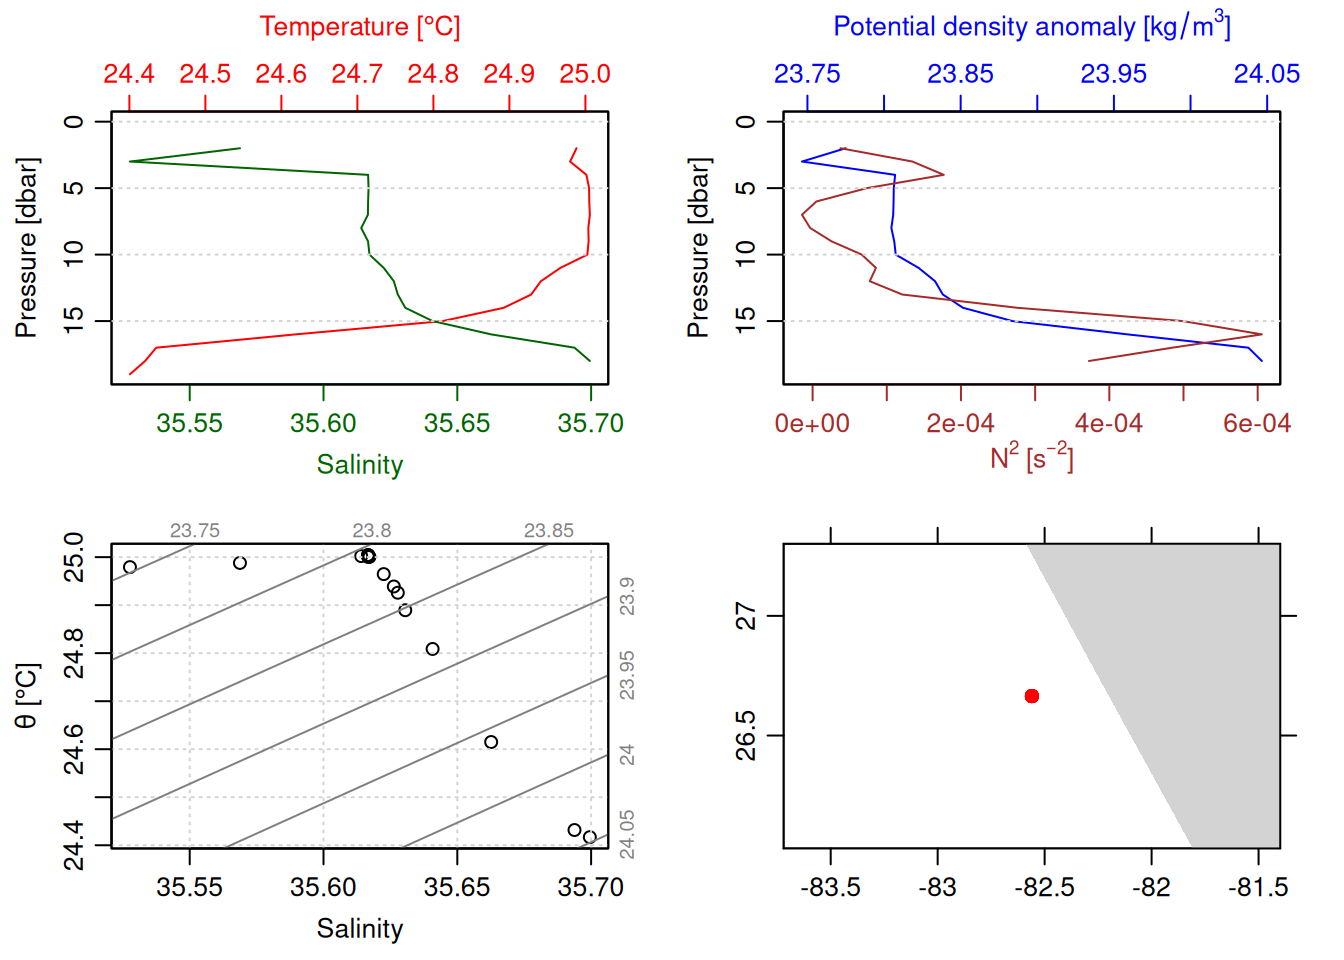 Temperature [°C]
24.4 24.5 24.6 24.7 24.8 24.9 25.0
Pressure [dbar]
0
5
10
15
35.55 35.60 35.65 35.70
Salinity
Potential density anomaly [kg/m³]
23.75 23.85 23.95 24.05
Pressure [dbar]
0
5
10
15
0e+00 2e-04 4e-04 6e-04
N² [s⁻²]
23.75 23.8 23.85
23.9
23.95
24
24.05
θ [°C]
25.0
24.8
24.6
24.4
35.55 35.60 35.65 35.70
Salinity
27
26.5
-83.5 -83 -82.5 -82 -81.5